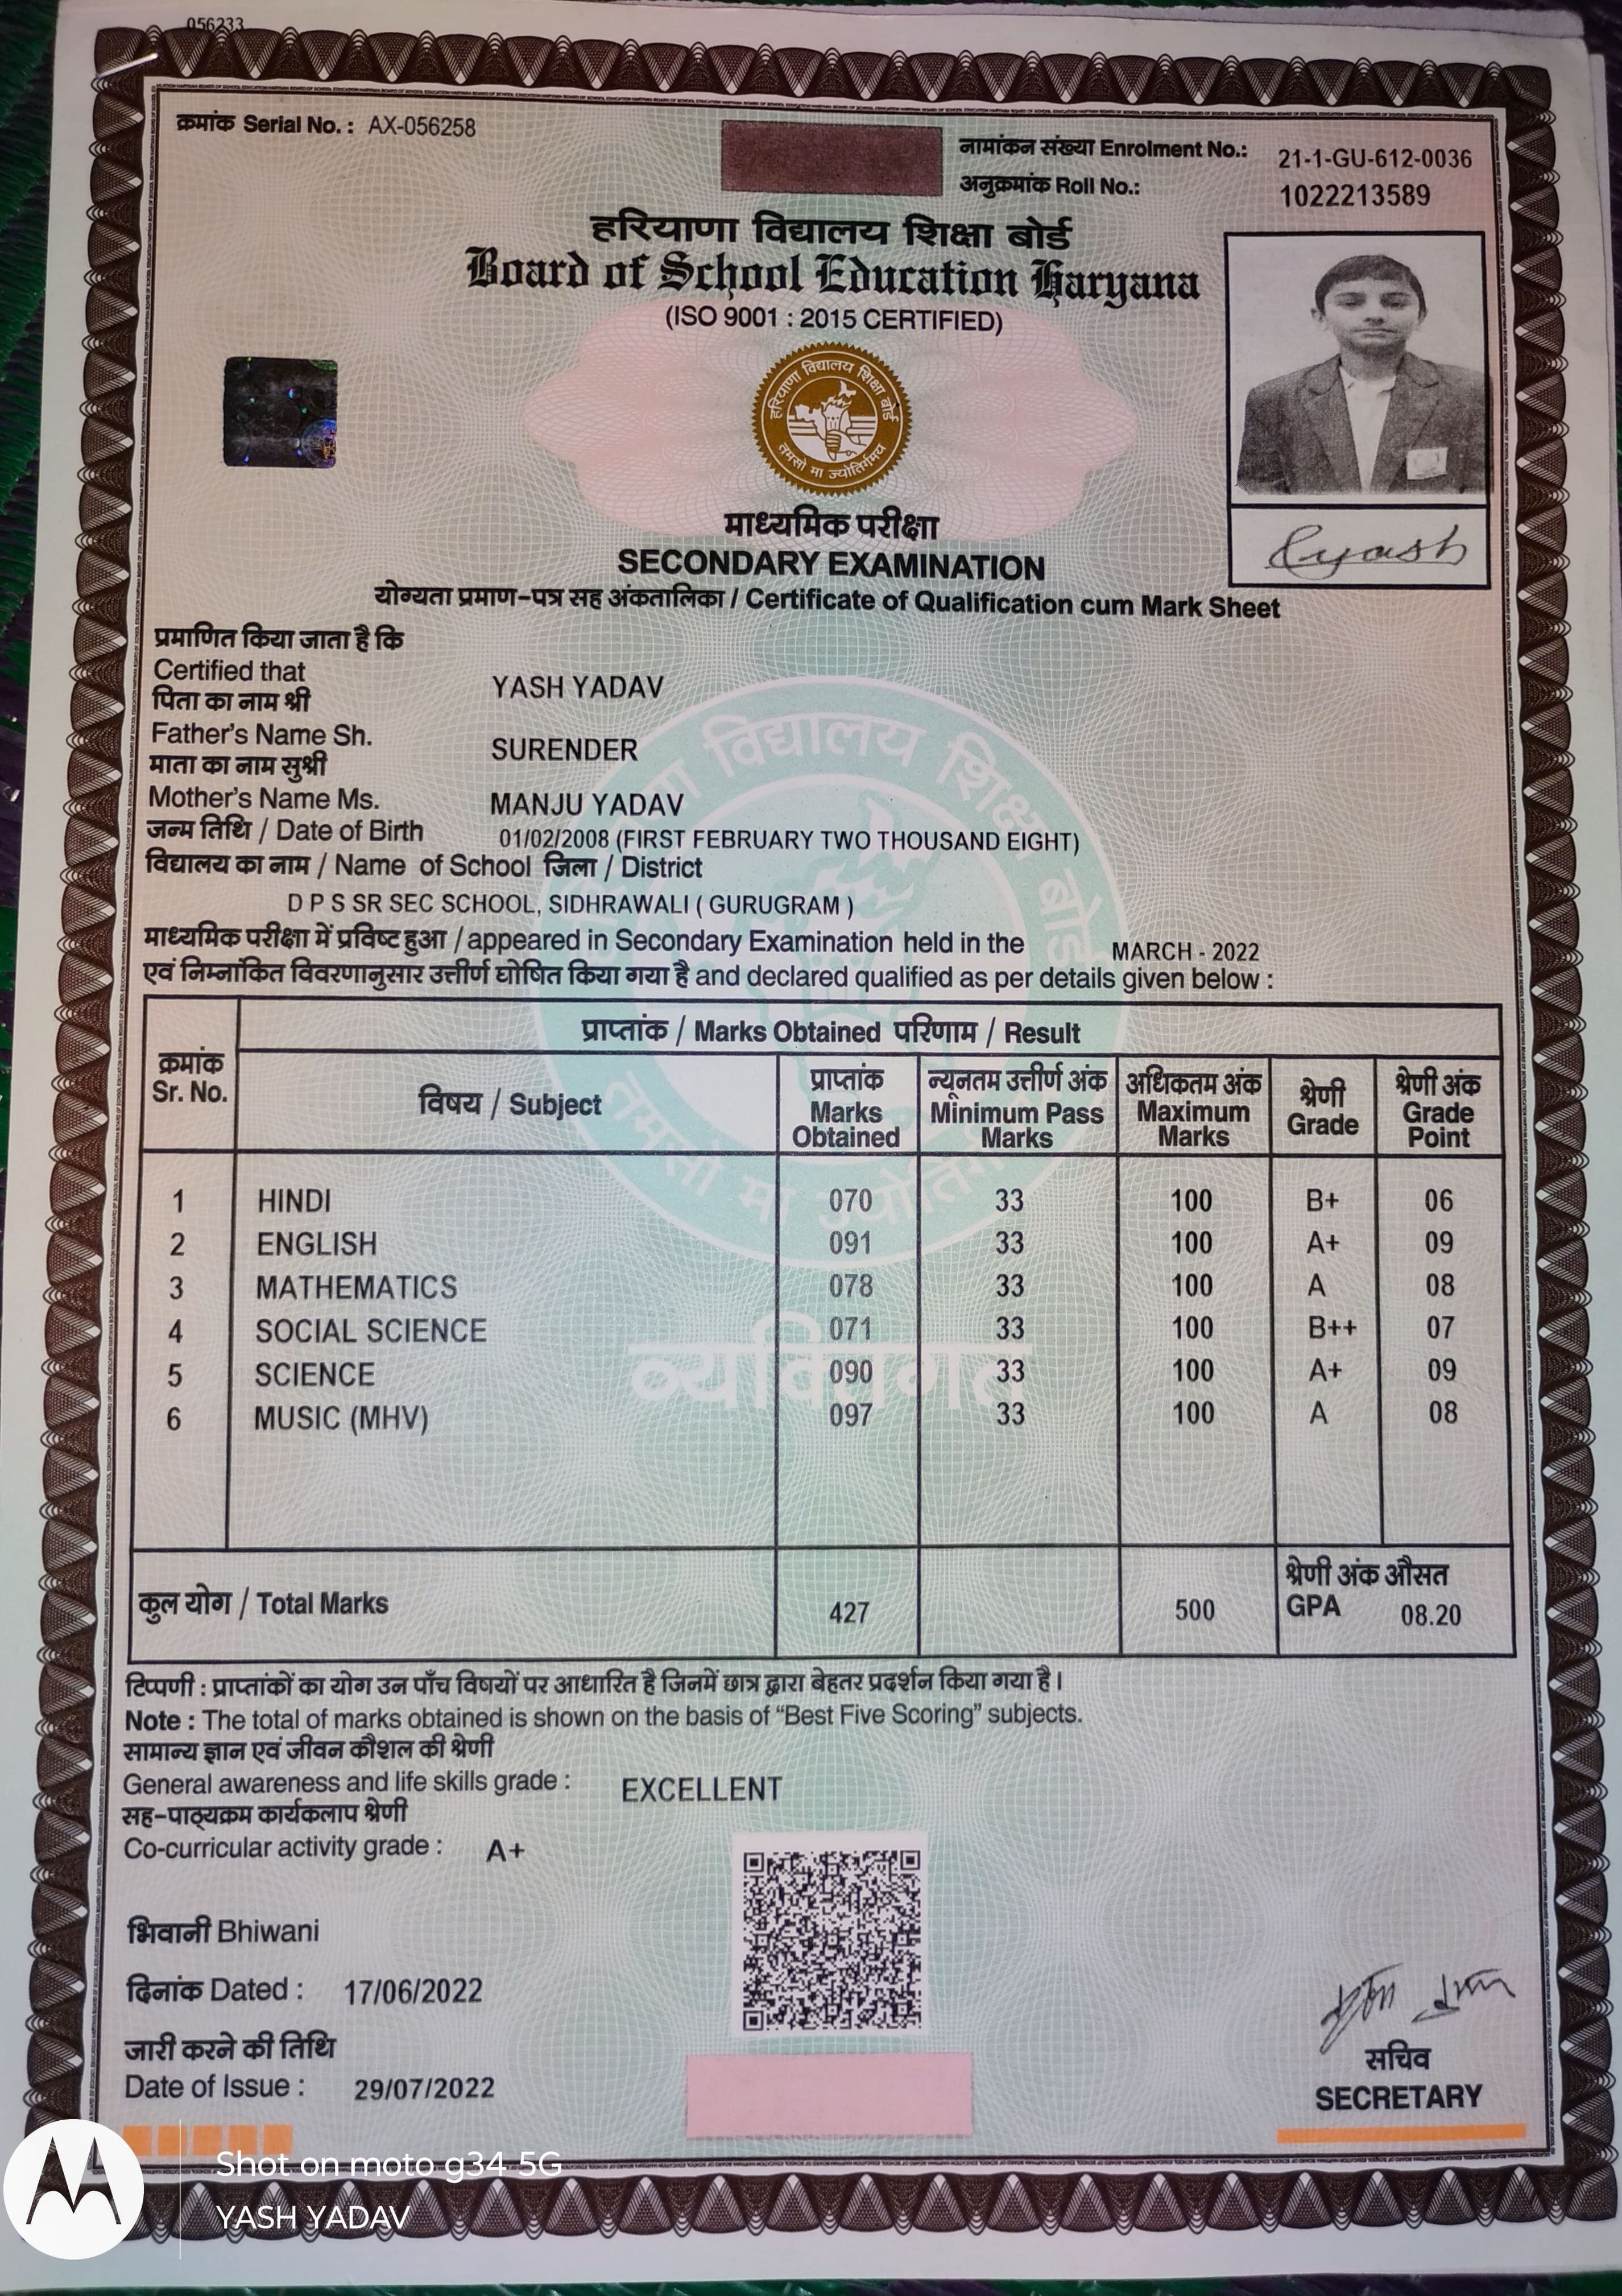 056233
क्रमांक Serial No. : AX-056258
नामांकन संख्या Enrolment No.: 21-1-GU-612-0036
अनुक्रमांक Roll No.: 1022213589
हरियाणा विद्यालय शिक्षा बोर्ड
Board of School Education Haryana
(ISO 9001 : 2015 CERTIFIED)
हरियाणा विद्यालय शिक्षा बोर्ड
तमसो मा ज्योतिर्गमय
माध्यमिक परीक्षा
SECONDARY EXAMINATION
योग्यता प्रमाण-पत्र सह अंकतालिका / Certificate of Qualification cum Mark Sheet
प्रमाणित किया जाता है कि
Certified that YASH YADAV
पिता का नाम श्री
Father's Name Sh. SURENDER
माता का नाम सुश्री
Mother's Name Ms. MANJU YADAV
जन्म तिथि / Date of Birth 01/02/2008 (FIRST FEBRUARY TWO THOUSAND EIGHT)
विद्यालय का नाम / Name of School जिला / District
D P S SR SEC SCHOOL, SIDHRAWALI ( GURUGRAM )
माध्यमिक परीक्षा में प्रविष्ट हुआ / appeared in Secondary Examination held in the MARCH - 2022
एवं निम्नांकित विवरणानुसार उत्तीर्ण घोषित किया गया है and declared qualified as per details given below :
प्राप्तांक / Marks Obtained परिणाम / Result
क्रमांक Sr. No. विषय / Subject प्राप्तांक Marks Obtained न्यूनतम उत्तीर्ण अंक Minimum Pass Marks अधिकतम अंक Maximum Marks श्रेणी Grade श्रेणी अंक Grade Point
1 HINDI 070 33 100 B+ 06
2 ENGLISH 091 33 100 A+ 09
3 MATHEMATICS 078 33 100 A 08
4 SOCIAL SCIENCE 071 33 100 B++ 07
5 SCIENCE 090 33 100 A+ 09
6 MUSIC (MHV) 097 33 100 A 08
व्यक्तिगत
कुल योग / Total Marks 427 500 श्रेणी अंक औसत GPA 08.20
टिप्पणी : प्राप्तांकों का योग उन पाँच विषयों पर आधारित है जिनमें छात्र द्वारा बेहतर प्रदर्शन किया गया है।
Note : The total of marks obtained is shown on the basis of “Best Five Scoring” subjects.
सामान्य ज्ञान एवं जीवन कौशल की श्रेणी
General awareness and life skills grade : EXCELLENT
सह-पाठ्यक्रम कार्यकलाप श्रेणी
Co-curricular activity grade : A+
भिवानी Bhiwani
दिनांक Dated : 17/06/2022
जारी करने की तिथि
Date of Issue : 29/07/2022
सचिव
SECRETARY
Shot on moto g34 5G
YASH YADAV